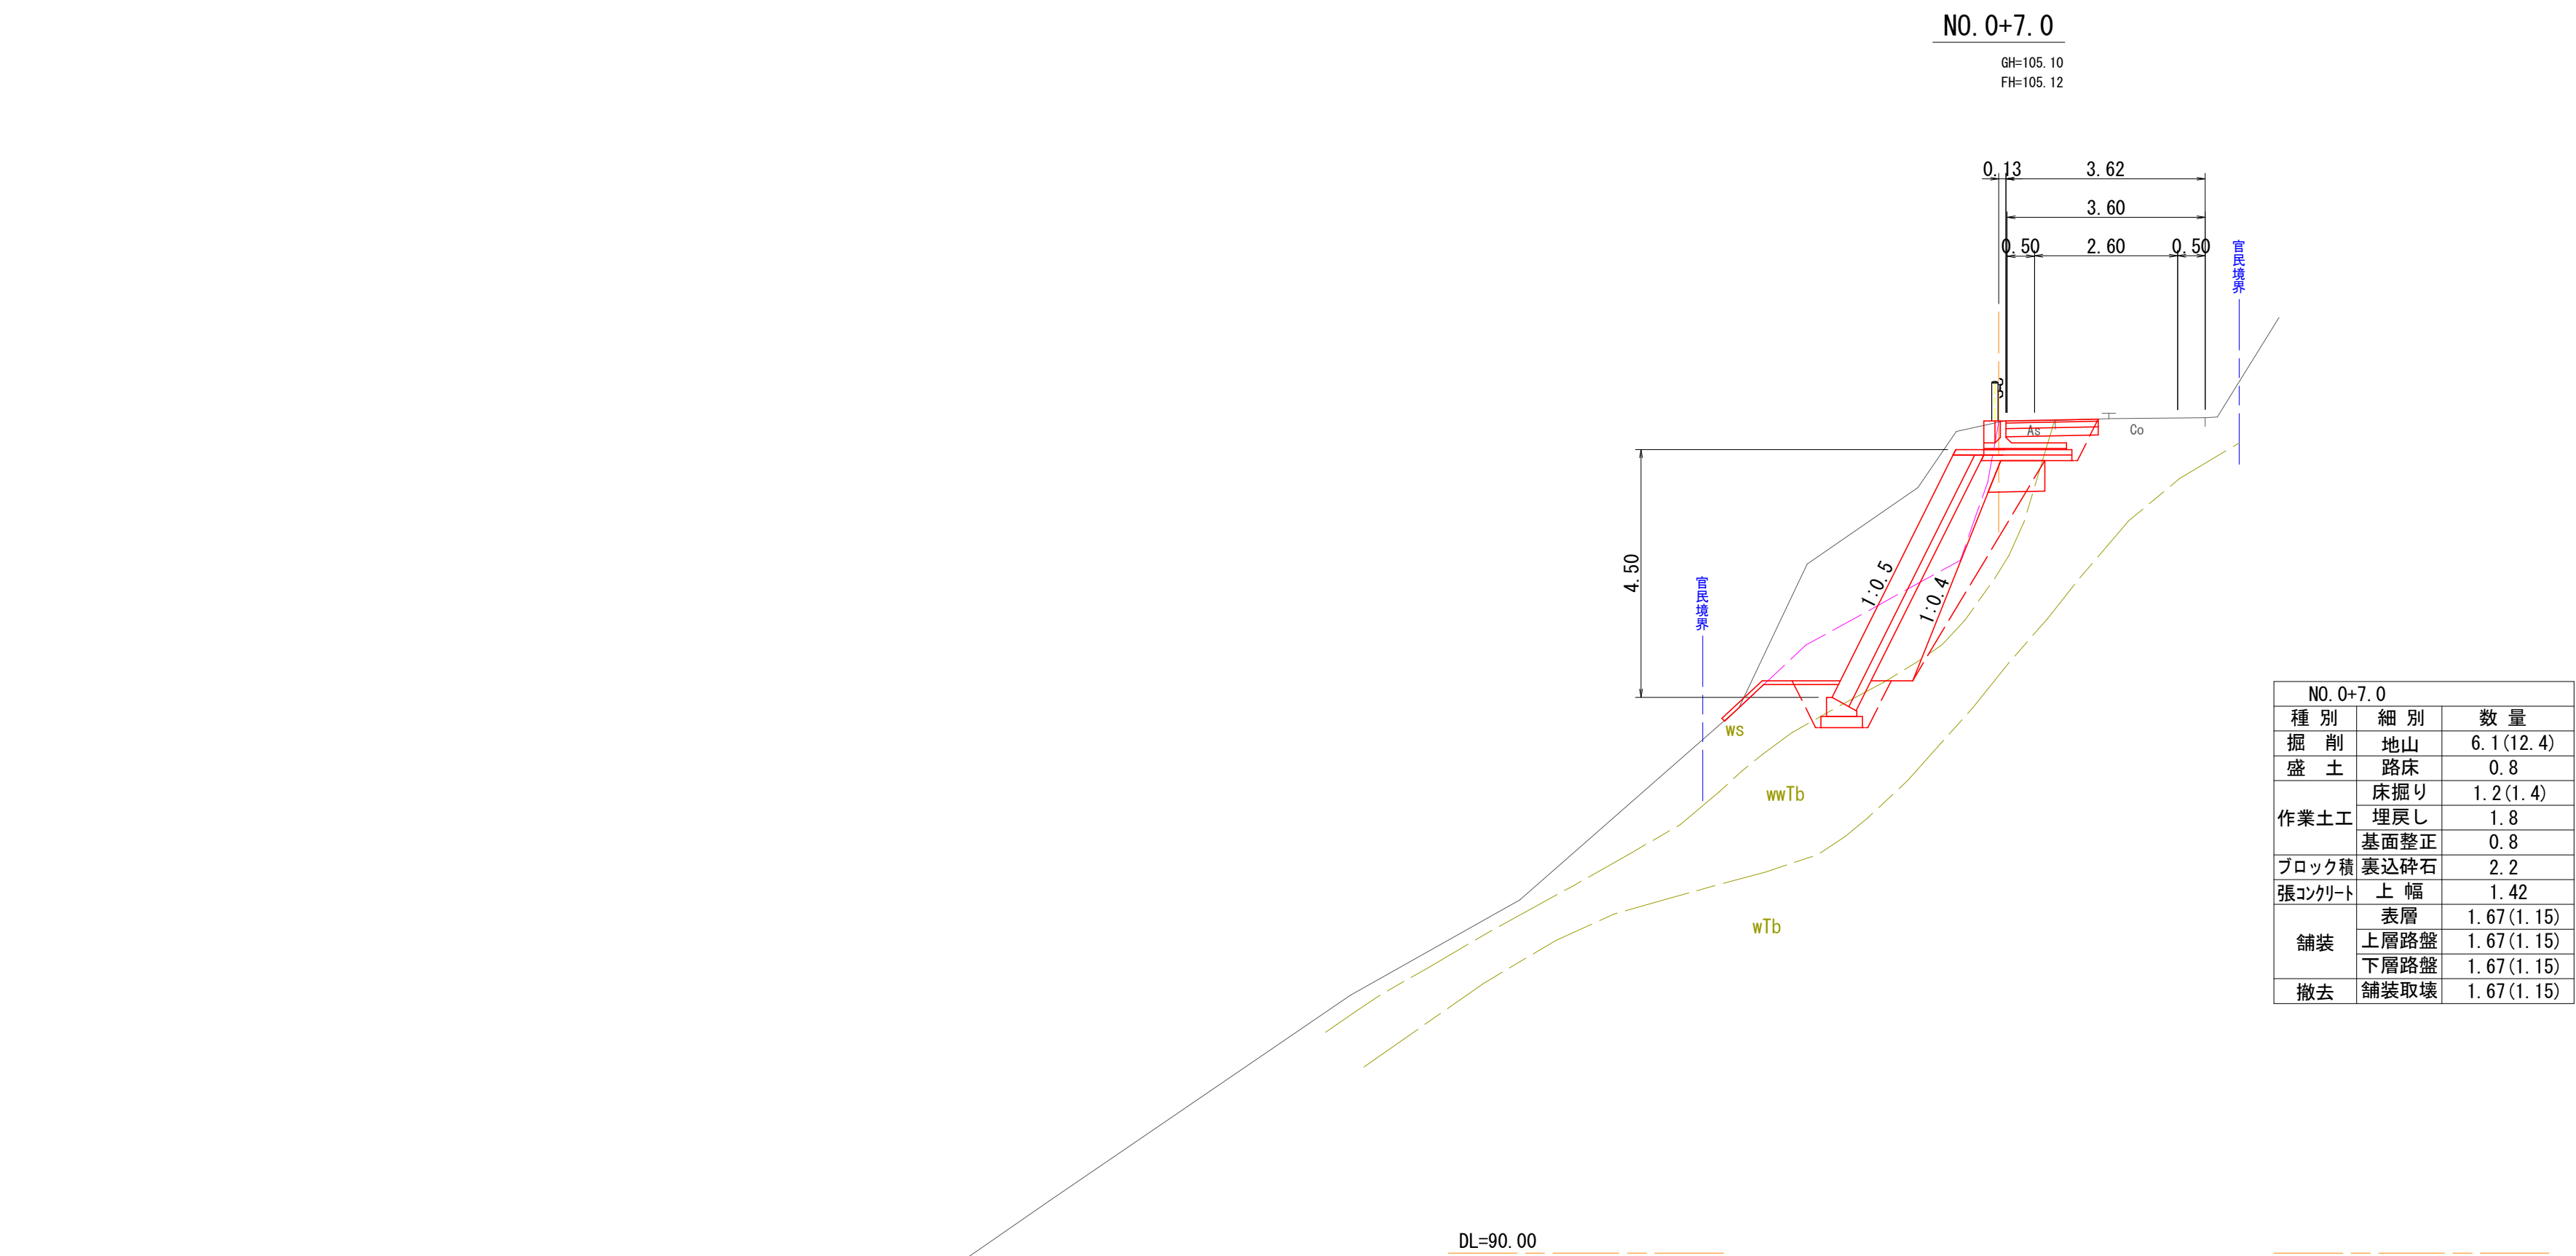 NO.0+7.0
GH=105.10
FH=105.12
0.13 3.62
3.60
0.50 2.60 0.50
官民境界
As
Co
4.50
1:0.5
1:0.4
官民境界
ws
wwTb
wTb
NO.0+7.0
種 別 細 別 数 量
掘 削 地山 6.1(12.4)
盛 土 路床 0.8
作業土工 床掘り 1.2(1.4)
埋戻し 1.8
基面整正 0.8
ブロック積 裏込砕石 2.2
張コンクリート 上 幅 1.42
舗装 表層 1.67(1.15)
上層路盤 1.67(1.15)
下層路盤 1.67(1.15)
撤去 舗装取壊 1.67(1.15)
DL=90.00